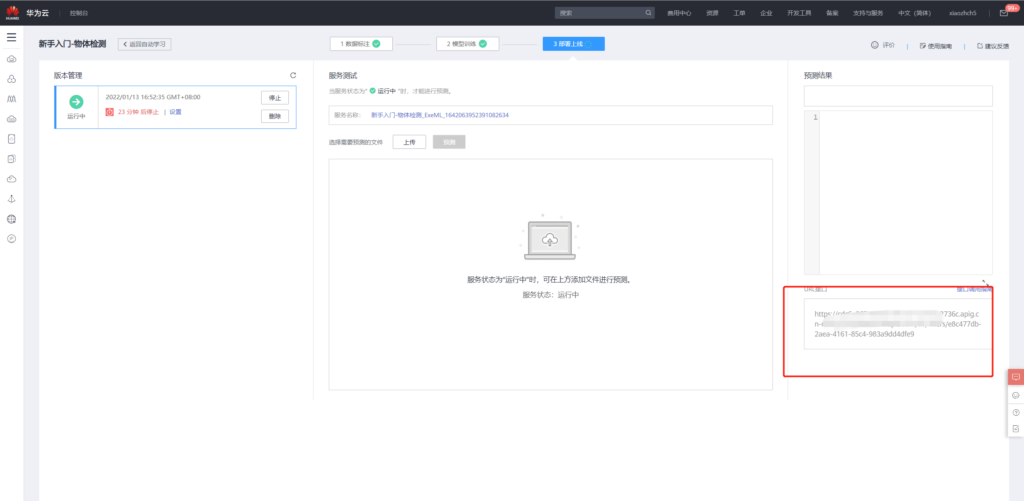 HUAWEI
华为云
控制台
搜索
费用中心
资源
工单
企业
开发工具
备案
支持与服务
中文 (简体)
xiaozhch5
99+
新手入门-物体检测
返回自动学习
1 数据标注
2 模型训练
3 部署上线
评价
使用指南
建议反馈
版本管理
2022/01/13 16:52:35 GMT+08:00
停止
运行中
23 分钟 后停止 | 设置
删除
服务测试
当服务状态为“ 运行中 ”时，才能进行预测。
服务名称： 新手入门-物体检测_ExeML_1642063952391082634
选择需要预测的文件
上传
预测
服务状态为“运行中”时，可在上方添加文件进行预测。
服务状态：运行中
预测结果
1
URL接口
接口调用指南
2736c.apig.c
n-
/e8c477db-
2aea-4161-85c4-983a9dd4dfe9